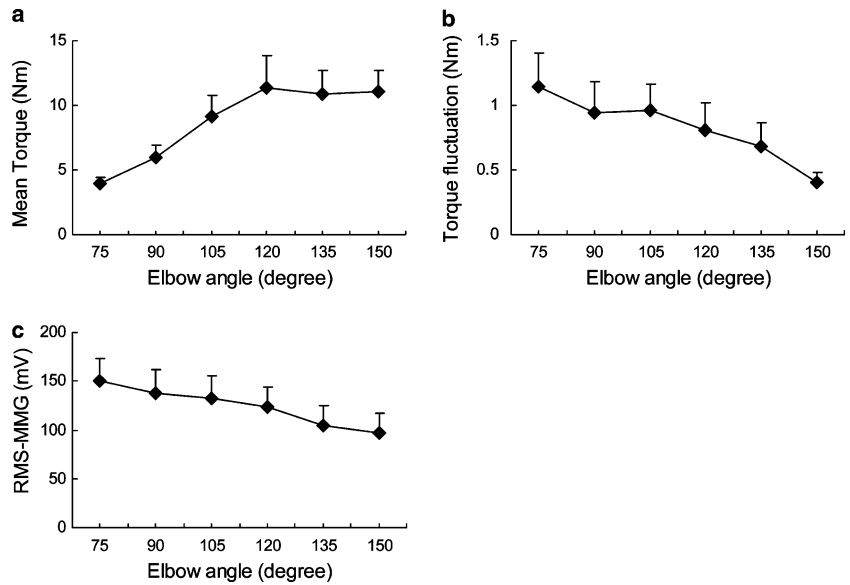 a
Mean Torque (Nm)
15
10
5
0
75 90 105 120 135 150
Elbow angle (degree)
b
Torque fluctuation (Nm)
1.5
1
0.5
0
75 90 105 120 135 150
Elbow angle (degree)
c
RMS-MMG (mV)
200
150
100
50
0
75 90 105 120 135 150
Elbow angle (degree)